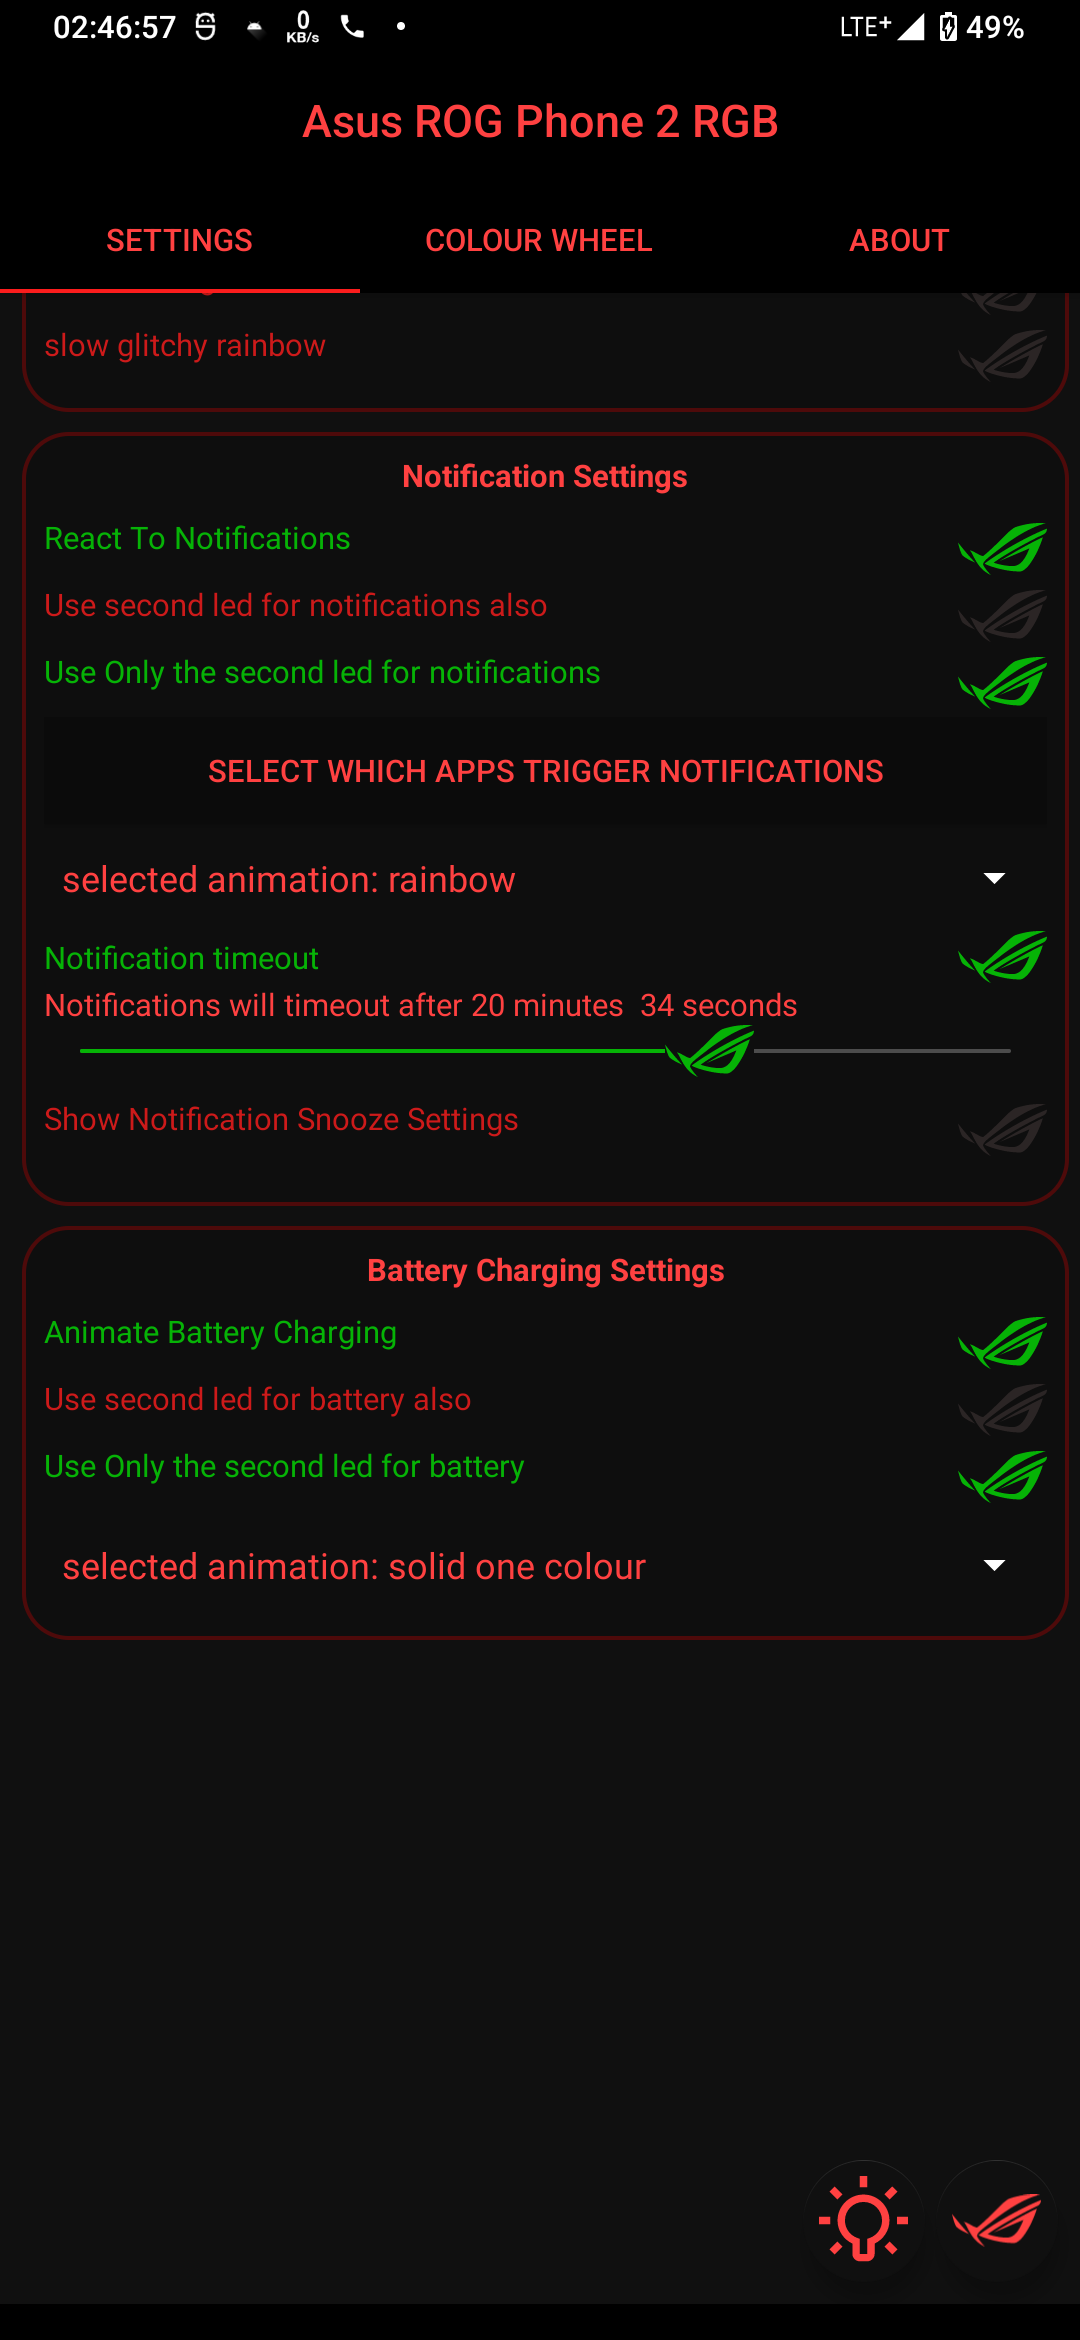 02:46:57 0 KB/s LTE+ 49%
Asus ROG Phone 2 RGB
SETTINGS COLOUR WHEEL ABOUT
slow glitchy rainbow
Notification Settings
React To Notifications
Use second led for notifications also
Use Only the second led for notifications
SELECT WHICH APPS TRIGGER NOTIFICATIONS
selected animation: rainbow
Notification timeout
Notifications will timeout after 20 minutes  34 seconds
Show Notification Snooze Settings
Battery Charging Settings
Animate Battery Charging
Use second led for battery also
Use Only the second led for battery
selected animation: solid one colour